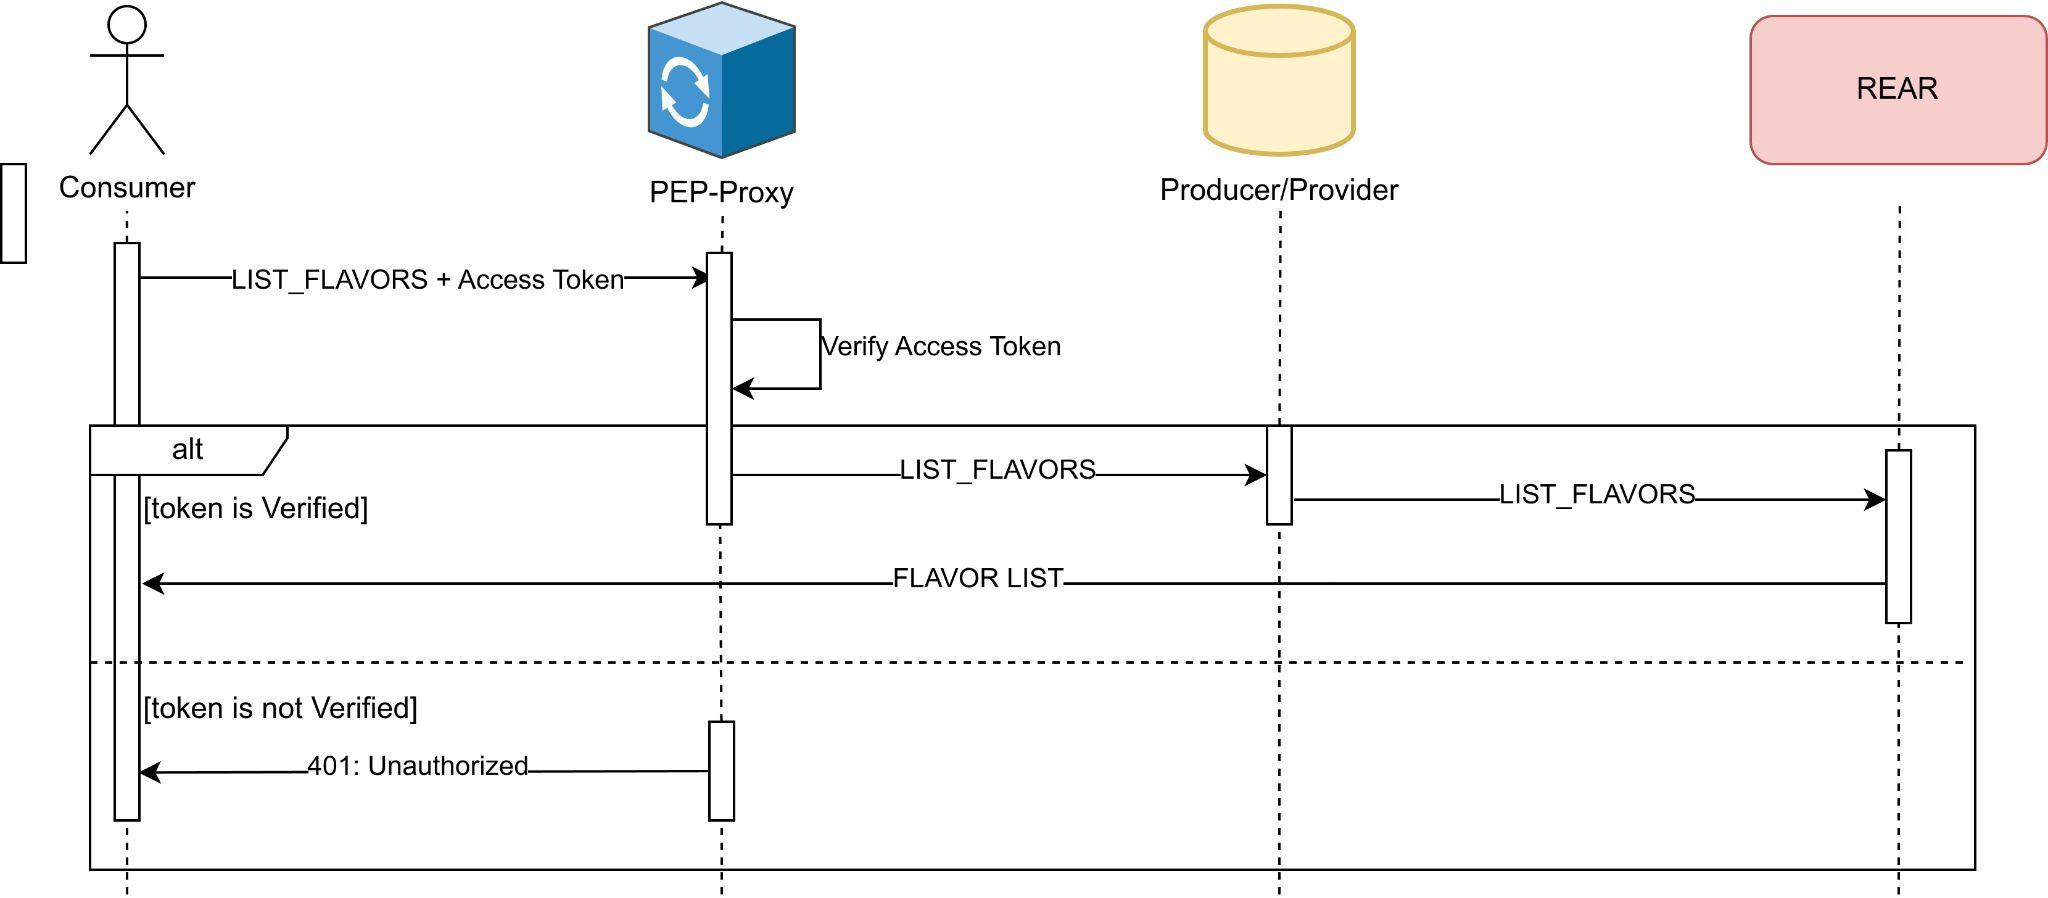 REAR
Consumer
PEP-Proxy
Producer/Provider
LIST_FLAVORS + Access Token
Verify Access Token
alt
LIST_FLAVORS
LIST_FLAVORS
[token is Verified]
FLAVOR LIST
[token is not Verified]
401: Unauthorized